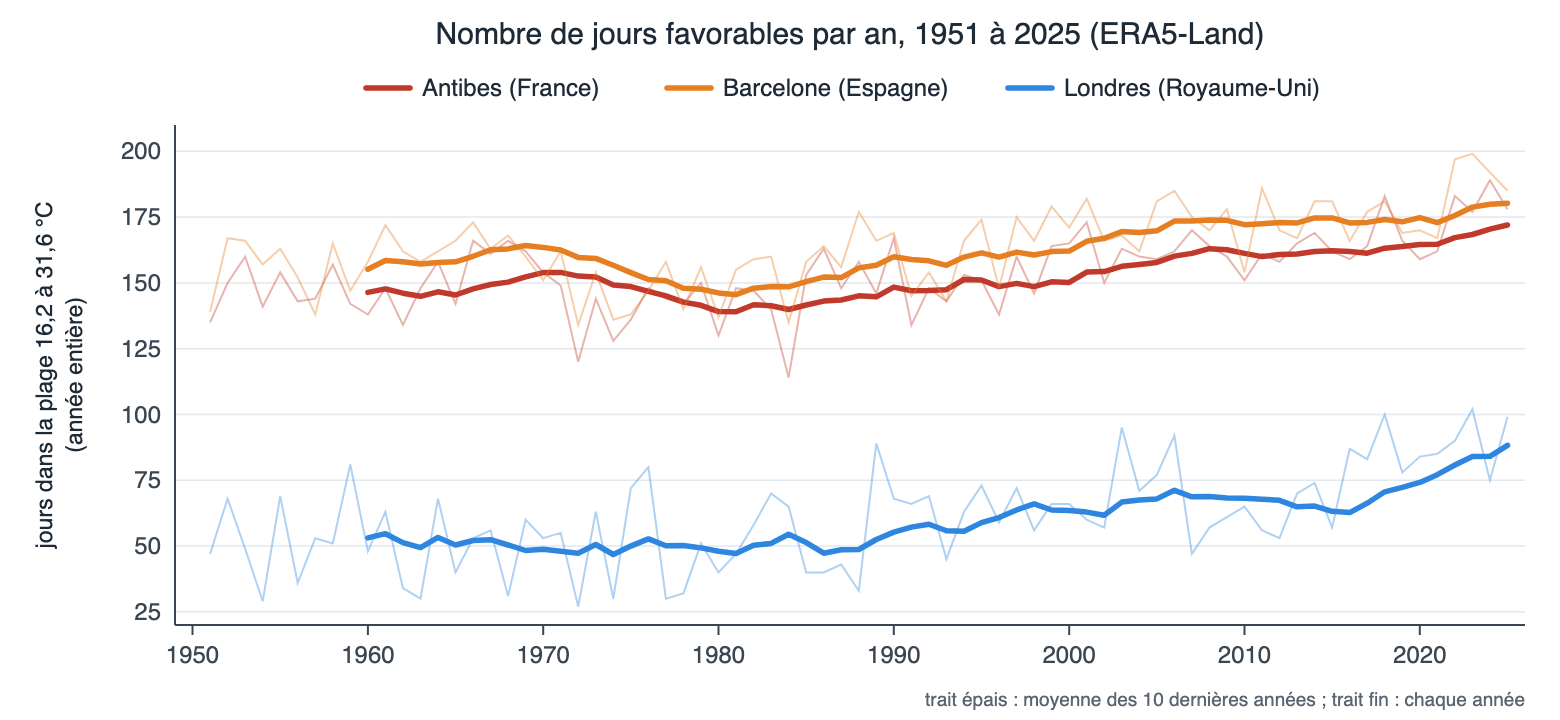 Nombre de jours favorables par an, 1951 à 2025 (ERA5-Land)
Antibes (France)
Barcelone (Espagne)
Londres (Royaume-Uni)
jours dans la plage 16,2 à 31,6 °C
(année entière)
200
175
150
125
100
75
50
25
1950
1960
1970
1980
1990
2000
2010
2020
trait épais : moyenne des 10 dernières années ; trait fin : chaque année